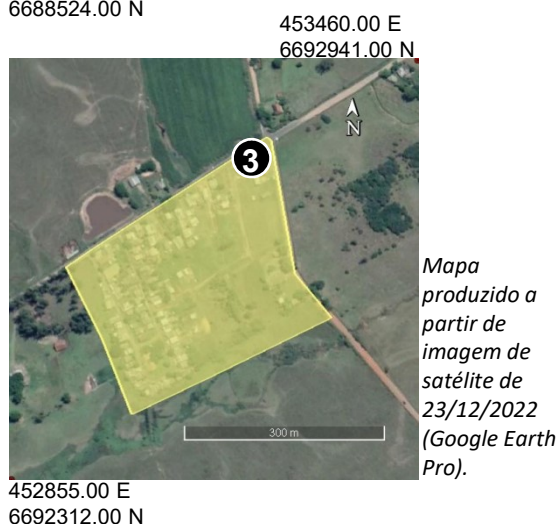 6688524.00 N
453460.00 E
6692941.00 N
N
3
Mapa
produzido a
partir de
imagem de
satélite de
23/12/2022
(Google Earth
Pro).
300 m
452855.00 E
6692312.00 N